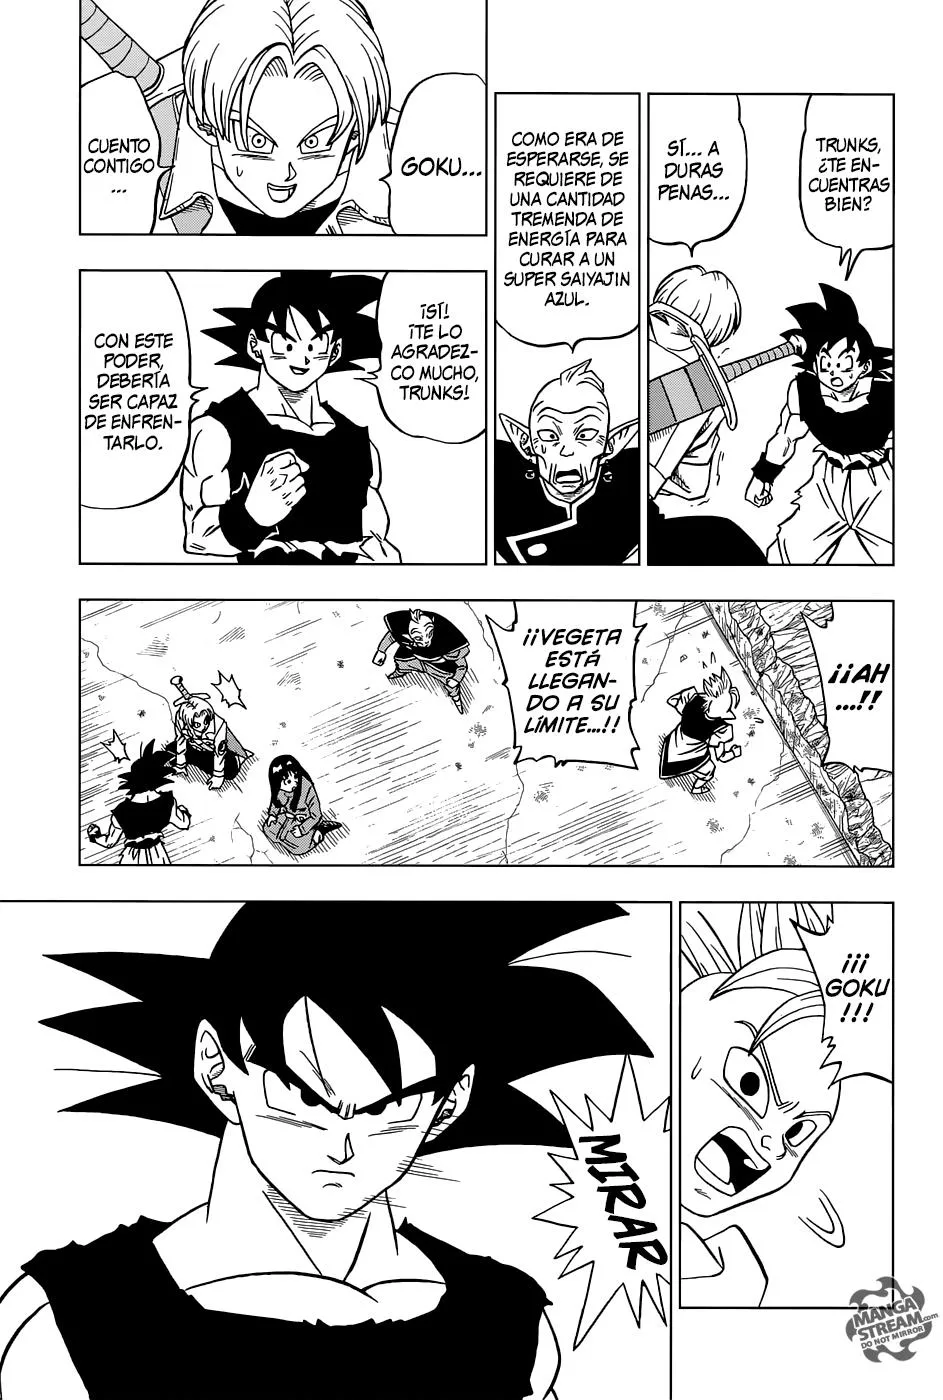 TRUNKS,
¿TE EN-
CUENTRAS
BIEN?
SÍ... A
DURAS
PENAS...
COMO ERA DE
ESPERARSE, SE
REQUIERE DE
UNA CANTIDAD
TREMENDA DE
ENERGÍA PARA
CURAR A UN
SUPER SAIYAJIN
AZUL.
GOKU...
CUENTO
CONTIGO
...
¡SÍ!
¡TE LO
AGRADEZ-
CO MUCHO,
TRUNKS!
CON ESTE
PODER,
DEBERÍA
SER CAPAZ
DE ENFREN-
TARLO.
¡¡AH
....!!
¡¡VEGETA
ESTÁ
LLEGAN-
DO A SU
LÍMITE...!!
¡¡¡
GOKU
!!!
MIRAR
MANGA
STREAM.com
DO NOT MIRROR